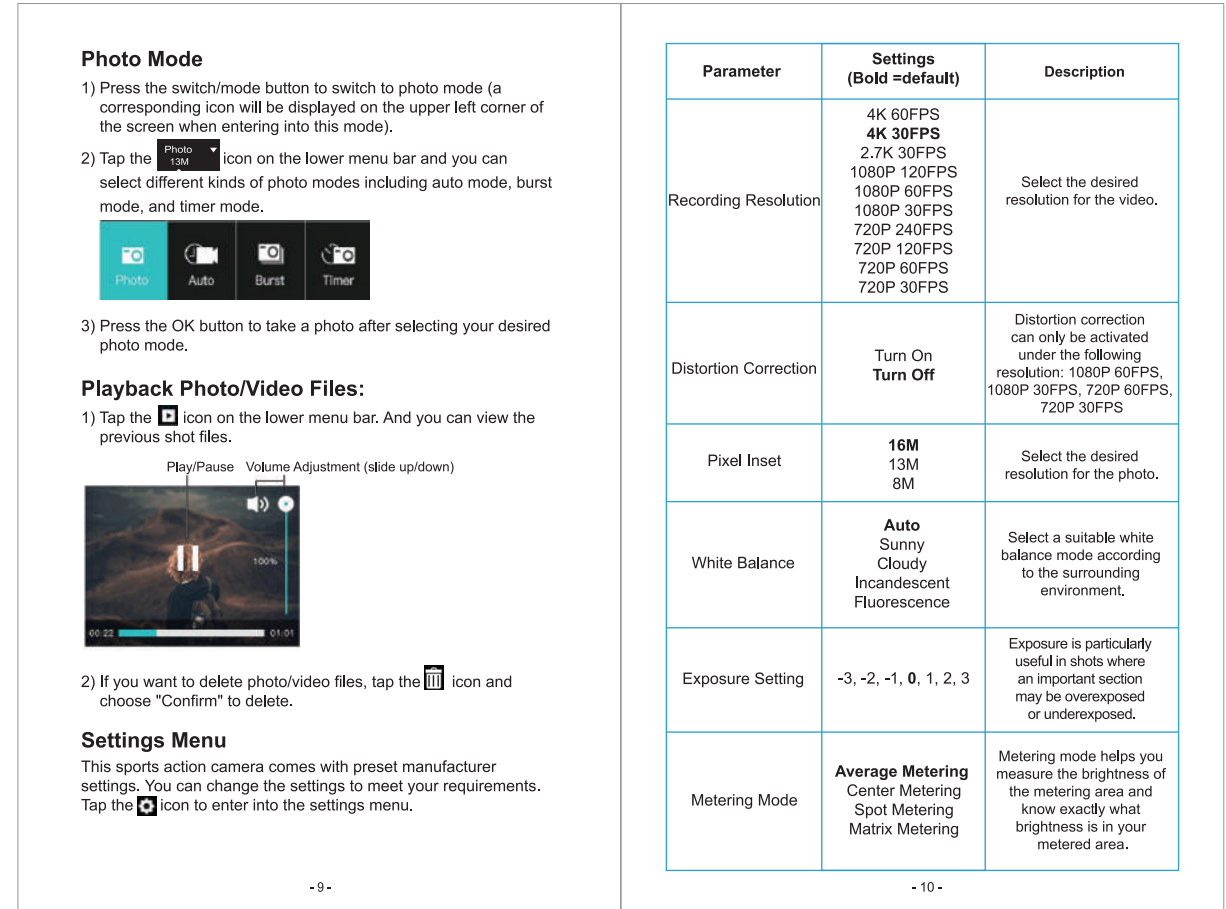 Photo Mode
1) Press the switch/mode button to switch to photo mode (a
corresponding icon will be displayed on the upper left corner of
the screen when entering into this mode).
2) Tap the Photo 13M icon on the lower menu bar and you can
select different kinds of photo modes including auto mode, burst
mode, and timer mode.
Photo Auto Burst Timer
3) Press the OK button to take a photo after selecting your desired
photo mode.
Playback Photo/Video Files:
1) Tap the icon on the lower menu bar. And you can view the
previous shot files.
Play/Pause Volume Adjustment (slide up/down)
100%
00:22 01:01
2) If you want to delete photo/video files, tap the icon and
choose "Confirm" to delete.
Settings Menu
This sports action camera comes with preset manufacturer
settings. You can change the settings to meet your requirements.
Tap the icon to enter into the settings menu.
- 9 -
Parameter
Settings
(Bold =default)
Description
Recording Resolution
4K 60FPS
4K 30FPS
2.7K 30FPS
1080P 120FPS
1080P 60FPS
1080P 30FPS
720P 240FPS
720P 120FPS
720P 60FPS
720P 30FPS
Select the desired
resolution for the video.
Distortion Correction
Turn On
Turn Off
Distortion correction
can only be activated
under the following
resolution: 1080P 60FPS,
1080P 30FPS, 720P 60FPS,
720P 30FPS
Pixel Inset
16M
13M
8M
Select the desired
resolution for the photo.
White Balance
Auto
Sunny
Cloudy
Incandescent
Fluorescence
Select a suitable white
balance mode according
to the surrounding
environment.
Exposure Setting
-3, -2, -1, 0, 1, 2, 3
Exposure is particularly
useful in shots where
an important section
may be overexposed
or underexposed.
Metering Mode
Average Metering
Center Metering
Spot Metering
Matrix Metering
Metering mode helps you
measure the brightness of
the metering area and
know exactly what
brightness is in your
metered area.
- 10 -